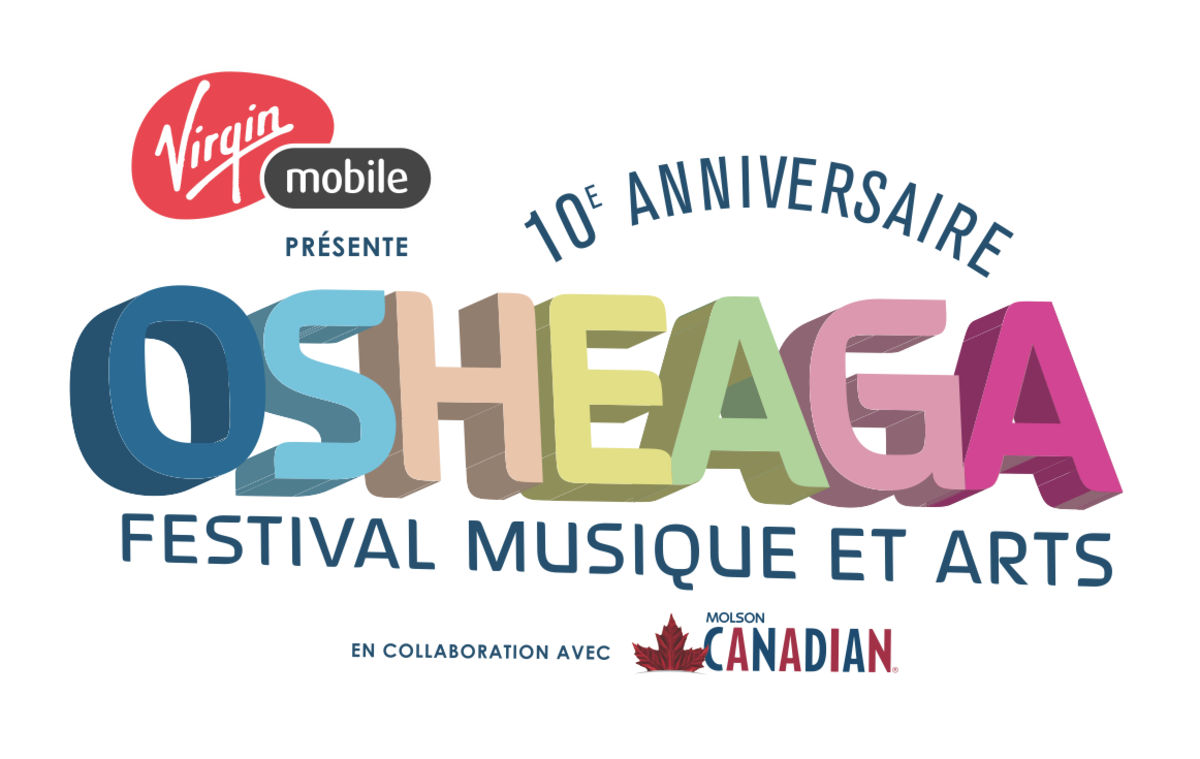 Virgin
mobile
PRÉSENTE
10E ANNIVERSAIRE
OSHEAGA
FESTIVAL MUSIQUE ET ARTS
EN COLLABORATION AVEC
MOLSON
CANADIAN®